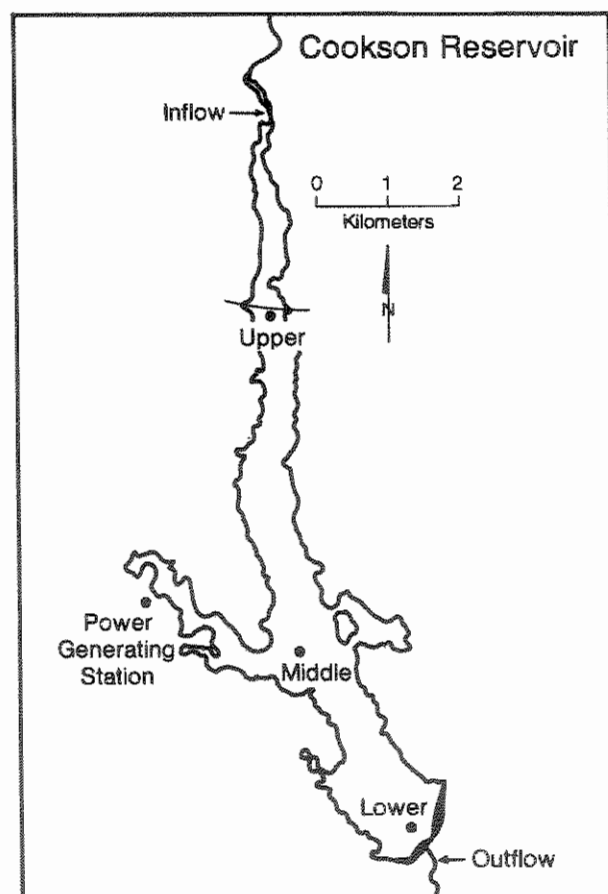 Cookson Reservoir
Inflow
0 1 2
Kilometers
N
Upper
Power
Generating
Station
Middle
Lower
Outflow